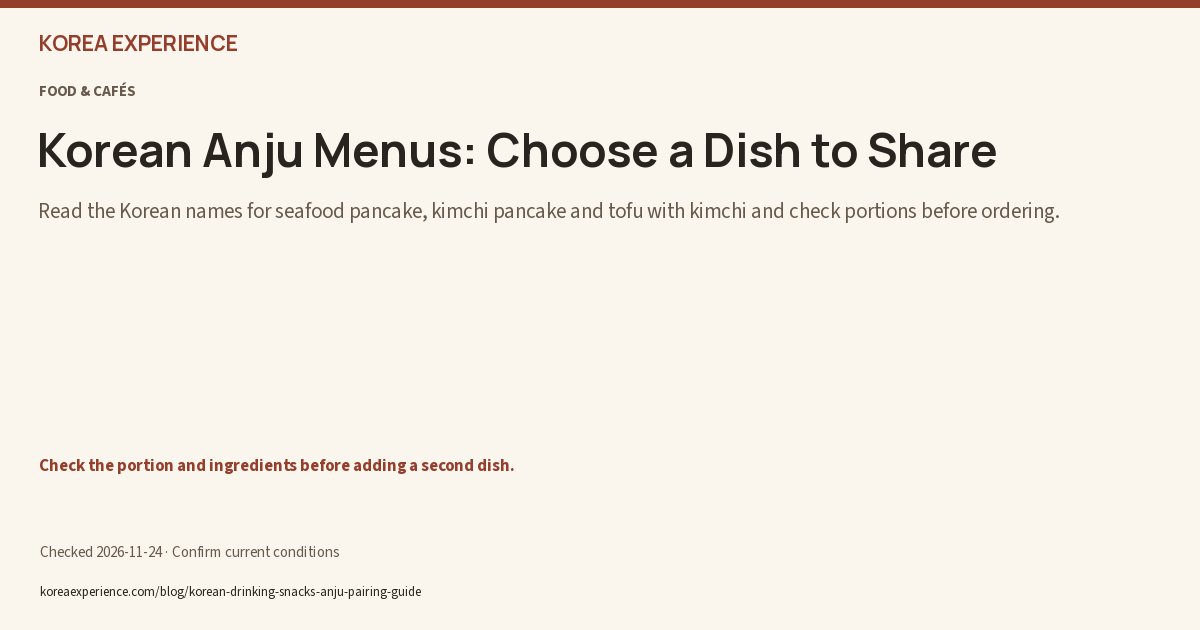 KOREA EXPERIENCE
FOOD & CAFÉS
Korean Anju Menus: Choose a Dish to Share
Read the Korean names for seafood pancake, kimchi pancake and tofu with kimchi and check portions before ordering.
Check the portion and ingredients before adding a second dish.
Checked 2026-11-24 · Confirm current conditions
koreaexperience.com/blog/korean-drinking-snacks-anju-pairing-guide